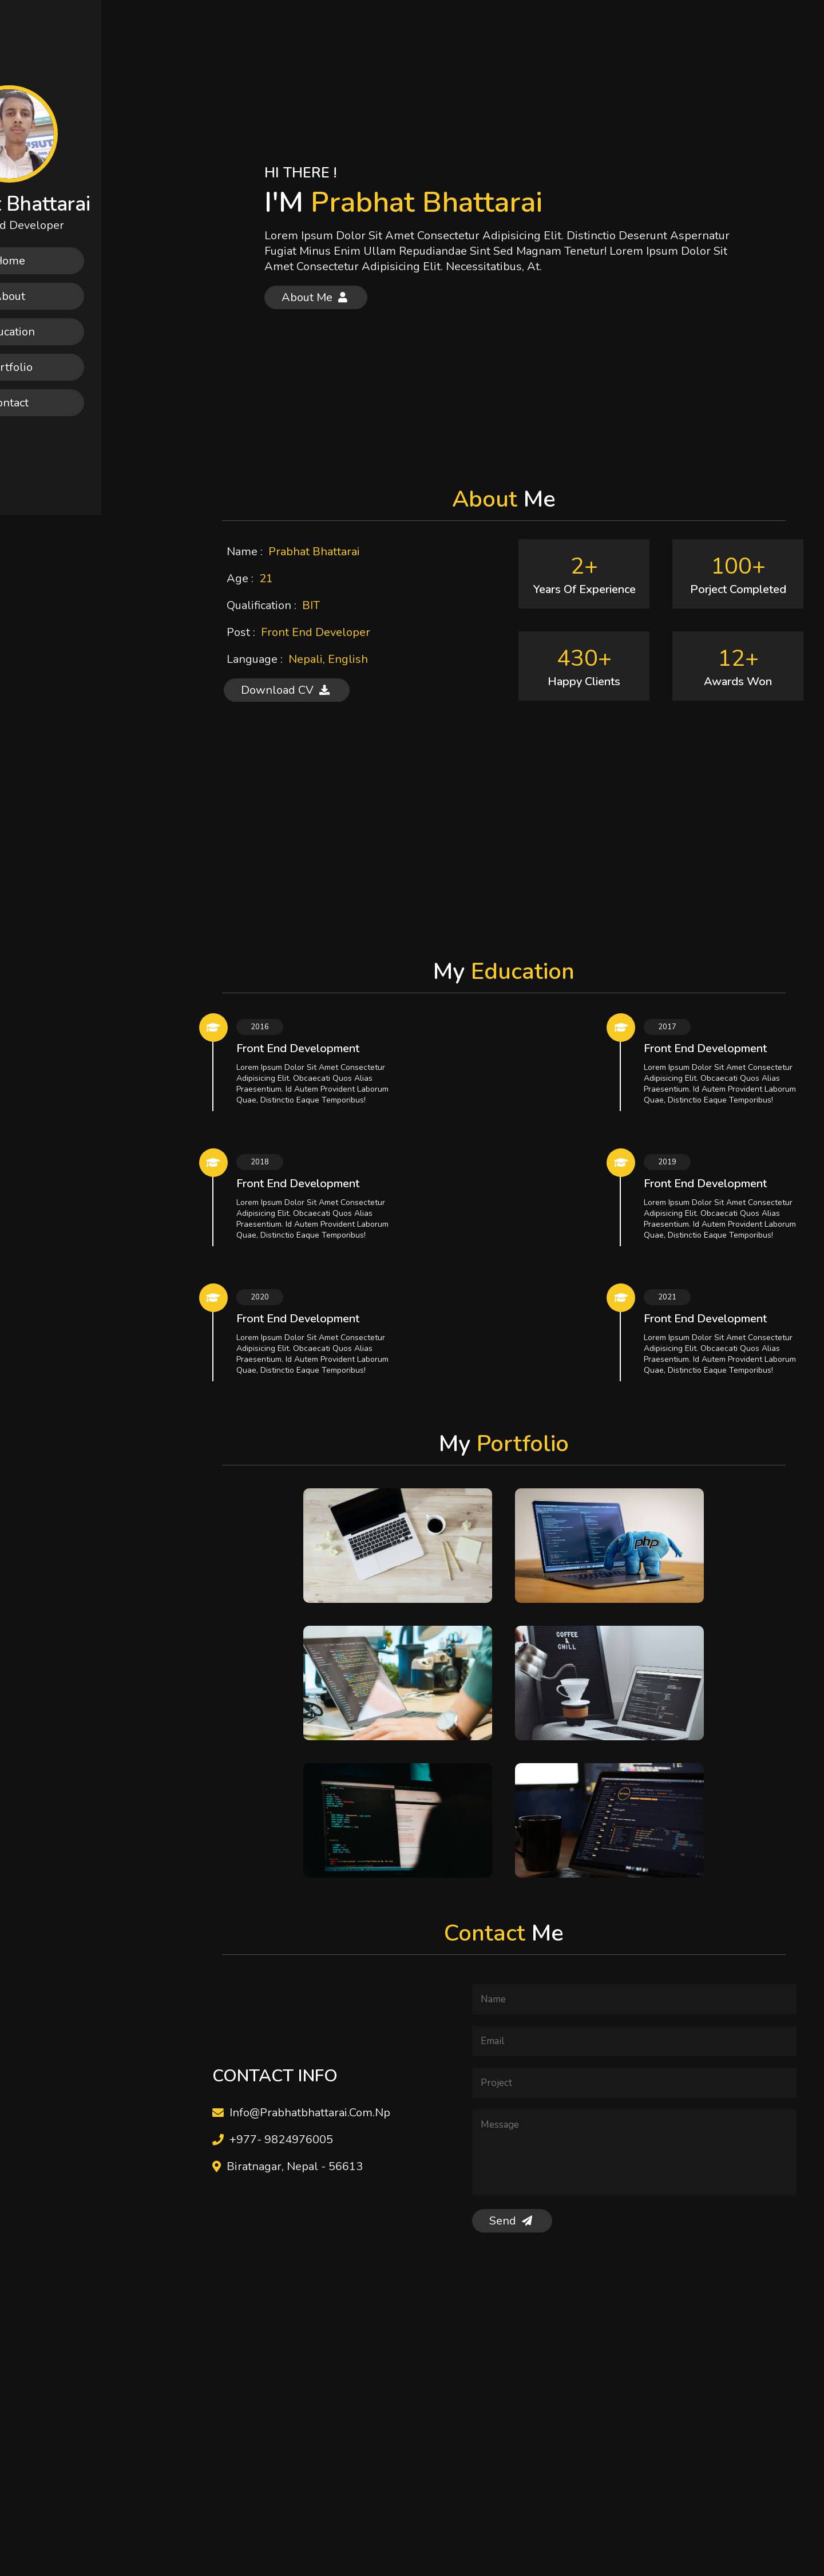 Bhattarai
d Developer
Home
About
ucation
rtfolio
ontact
HI THERE !
I'M Prabhat Bhattarai
Lorem Ipsum Dolor Sit Amet Consectetur Adipisicing Elit. Distinctio Deserunt Aspernatur
Fugiat Minus Enim Ullam Repudiandae Sint Sed Magnam Tenetur! Lorem Ipsum Dolor Sit
Amet Consectetur Adipisicing Elit. Necessitatibus, At.
About Me
About Me
Name : Prabhat Bhattarai
Age : 21
Qualification : BIT
Post : Front End Developer
Language : Nepali, English
Download CV
2+
Years Of Experience
100+
Porject Completed
430+
Happy Clients
12+
Awards Won
My Education
2016
Front End Development
Lorem Ipsum Dolor Sit Amet Consectetur
Adipisicing Elit. Obcaecati Quos Alias
Praesentium. Id Autem Provident Laborum
Quae, Distinctio Eaque Temporibus!
2017
Front End Development
Lorem Ipsum Dolor Sit Amet Consectetur
Adipisicing Elit. Obcaecati Quos Alias
Praesentium. Id Autem Provident Laborum
Quae, Distinctio Eaque Temporibus!
2018
Front End Development
Lorem Ipsum Dolor Sit Amet Consectetur
Adipisicing Elit. Obcaecati Quos Alias
Praesentium. Id Autem Provident Laborum
Quae, Distinctio Eaque Temporibus!
2019
Front End Development
Lorem Ipsum Dolor Sit Amet Consectetur
Adipisicing Elit. Obcaecati Quos Alias
Praesentium. Id Autem Provident Laborum
Quae, Distinctio Eaque Temporibus!
2020
Front End Development
Lorem Ipsum Dolor Sit Amet Consectetur
Adipisicing Elit. Obcaecati Quos Alias
Praesentium. Id Autem Provident Laborum
Quae, Distinctio Eaque Temporibus!
2021
Front End Development
Lorem Ipsum Dolor Sit Amet Consectetur
Adipisicing Elit. Obcaecati Quos Alias
Praesentium. Id Autem Provident Laborum
Quae, Distinctio Eaque Temporibus!
My Portfolio
php
COFFEE
&
CHILL
Contact Me
CONTACT INFO
Info@Prabhatbhattarai.Com.Np
+977- 9824976005
Biratnagar, Nepal - 56613
Name
Email
Project
Message
Send